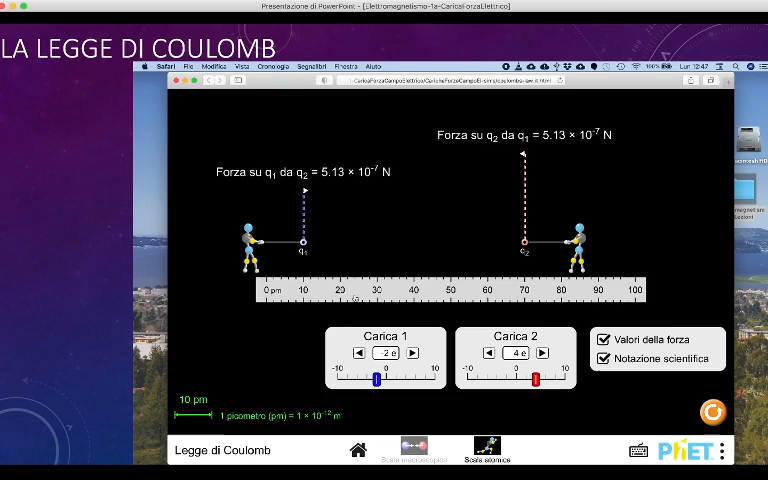 Presentazione di PowerPoint - [Elettromagnetismo-1a-CaricaForzaElettrico]
LA LEGGE DI COULOMB
Safari File Modifica Vista Cronologia Segnalibri Finestra Aiuto
100% Lun 12:47
Forza su q2 da q1 = 5.13 × 10⁻⁷ N
Forza su q1 da q2 = 5.13 × 10⁻⁷ N
q1
q2
0 pm 10 20 30 40 50 60 70 80 90 100
Carica 1
-2 e
-10 0 10
Carica 2
4 e
-10 0 10
Valori della forza
Notazione scientifica
10 pm
1 picometro (pm) = 1 × 10⁻¹² m
Legge di Coulomb
Scala macroscopica
Scala atomica
PhET